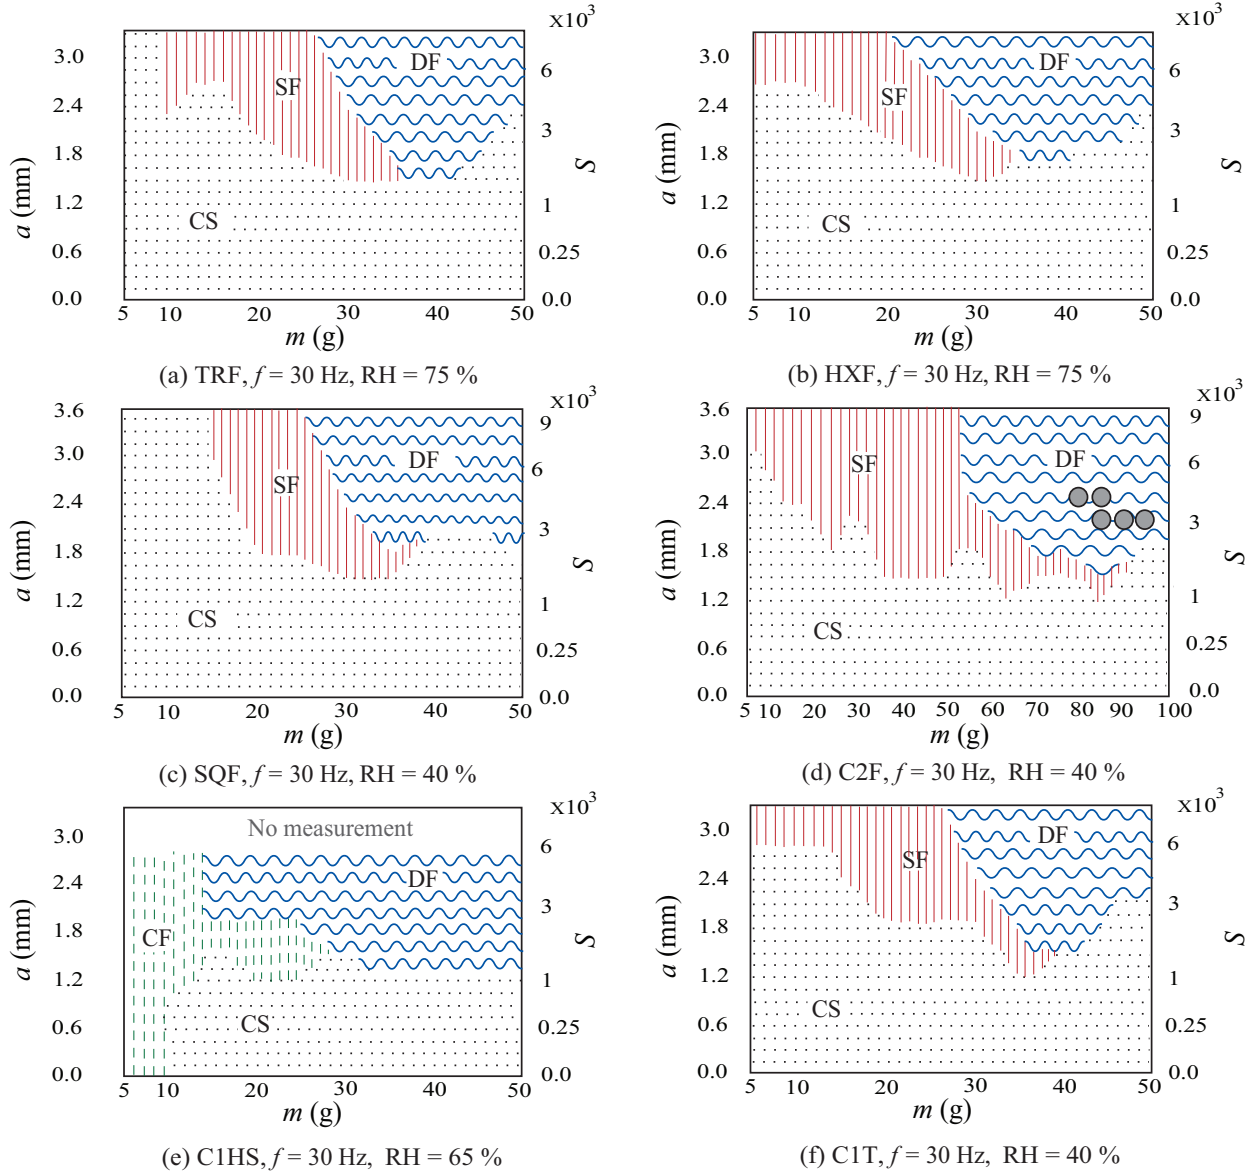 ×10³ ×10³
3.0 6 3.0 6
DF DF
SF SF
2.4 2.4
3 3
1.8 1.8
a (mm) S a (mm) S
1.2 1 1.2 1
CS CS
0.6 0.25 0.6 0.25
0.0 0.0 0.0 0.0
5 10 20 30 40 50 5 10 20 30 40 50
m (g) m (g)
(a) TRF, f = 30 Hz, RH = 75 % (b) HXF, f = 30 Hz, RH = 75 %
3.6 ×10³ 3.6 ×10³
9 9
3.0 3.0
DF SF DF
6 6
SF
2.4 2.4
3 3
1.8 1.8
a (mm) S a (mm) S
1.2 1 1.2 1
CS CS
0.6 0.25 0.6 0.25
0.0 0.0 0.0 0.0
5 10 20 30 40 50 5 10 20 30 40 50 60 70 80 90 100
m (g) m (g)
(c) SQF, f = 30 Hz, RH = 40 % (d) C2F, f = 30 Hz, RH = 40 %
×10³ ×10³
No measurement
3.0 6 3.0 6
DF
SF DF
2.4 2.4
3 3
CF
1.8 1.8
a (mm) S a (mm) S
1.2 1 1.2 1
CS CS
0.6 0.25 0.6 0.25
0.0 0.0 0.0 0.0
5 10 20 30 40 50 5 10 20 30 40 50
m (g) m (g)
(e) C1HS, f = 30 Hz, RH = 65 % (f) C1T, f = 30 Hz, RH = 40 %